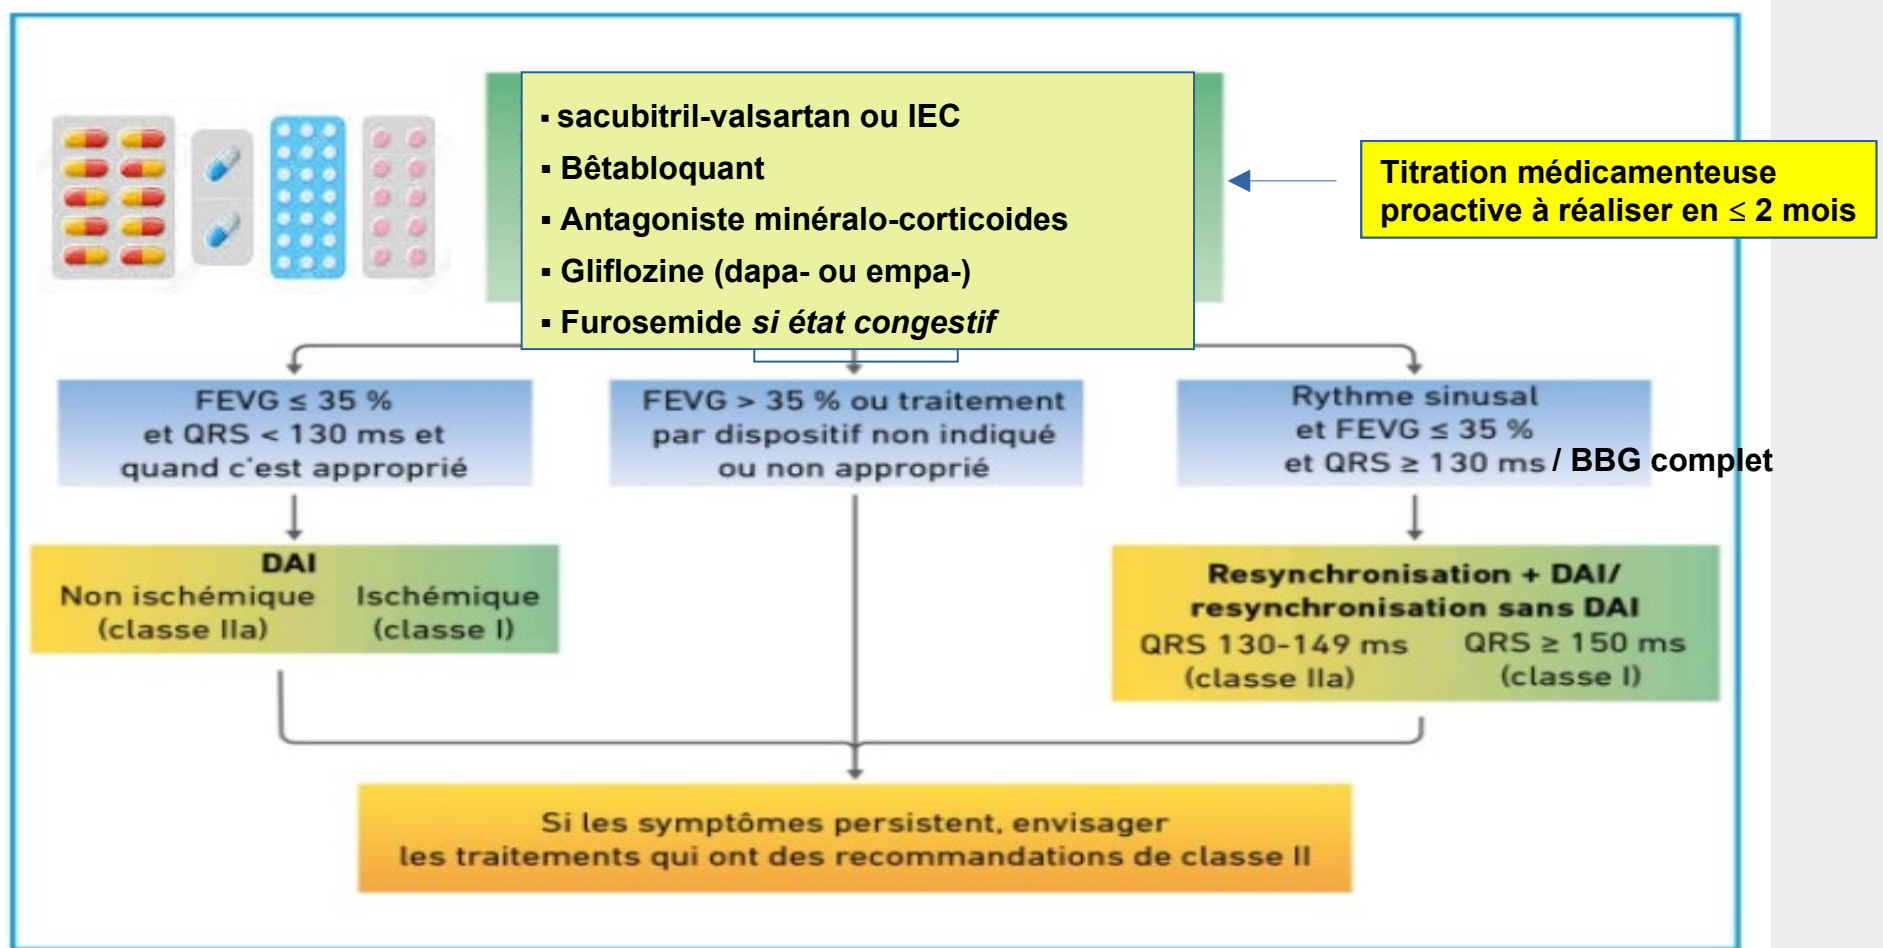 ▪ sacubitril-valsartan ou IEC
▪ Bêtabloquant
▪ Antagoniste minéralo-corticoides
▪ Gliflozine (dapa- ou empa-)
▪ Furosemide si état congestif
Titration médicamenteuse
proactive à réaliser en ≤ 2 mois
FEVG ≤ 35 %
et QRS < 130 ms et
quand c'est approprié
FEVG > 35 % ou traitement
par dispositif non indiqué
ou non approprié
Rythme sinusal
et FEVG ≤ 35 %
et QRS ≥ 130 ms / BBG complet
DAI
Non ischémique
(classe IIa)
Ischémique
(classe I)
Resynchronisation + DAI/
resynchronisation sans DAI
QRS 130-149 ms
(classe IIa)
QRS ≥ 150 ms
(classe I)
Si les symptômes persistent, envisager
les traitements qui ont des recommandations de classe II